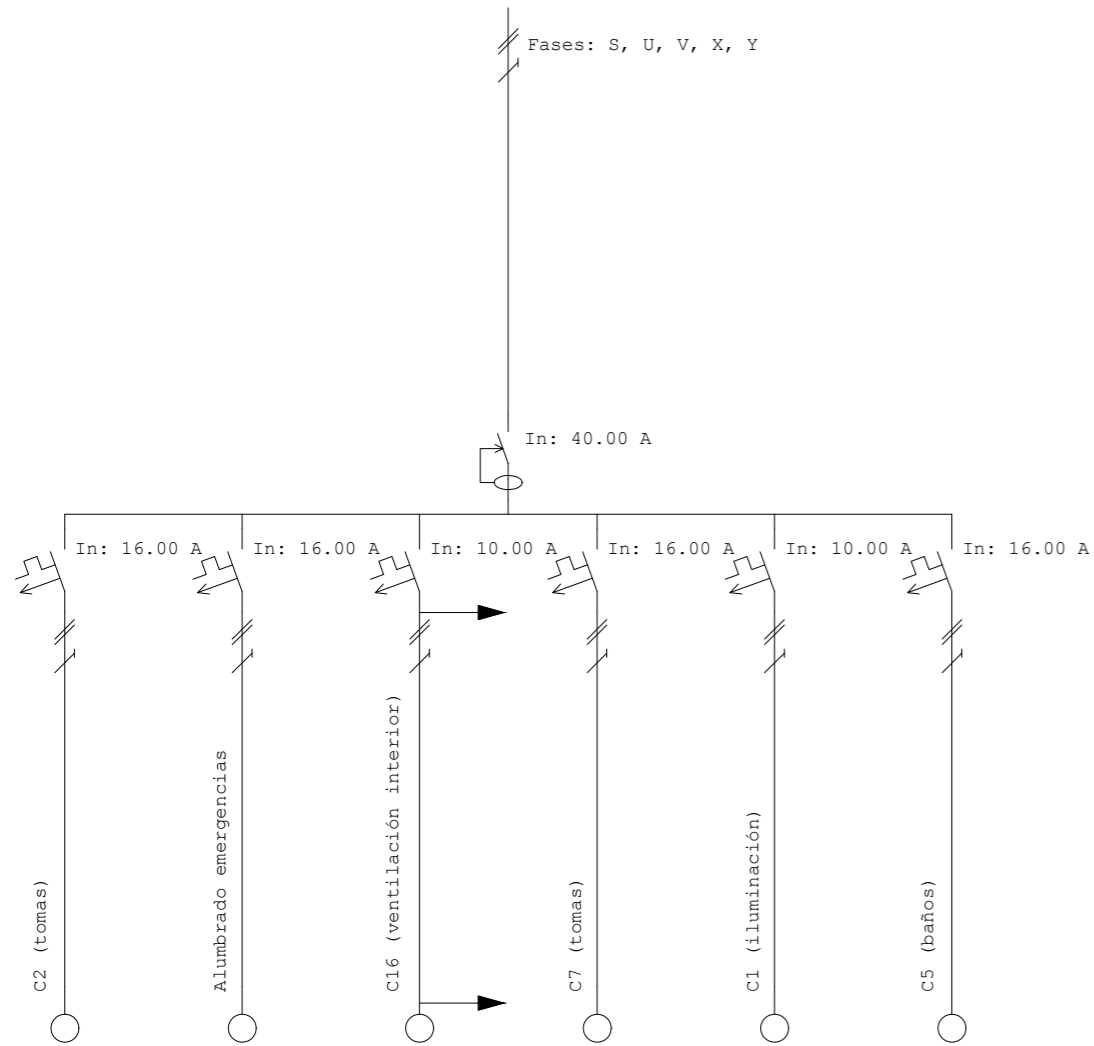 Fases: S, U, V, X, Y
In: 40.00 A
In: 16.00 A
In: 16.00 A
In: 10.00 A
In: 16.00 A
In: 10.00 A
In: 16.00 A
C2 (tomas)
Alumbrado emergencias
C16 (ventilación interior)
C7 (tomas)
C1 (iluminación)
C5 (baños)